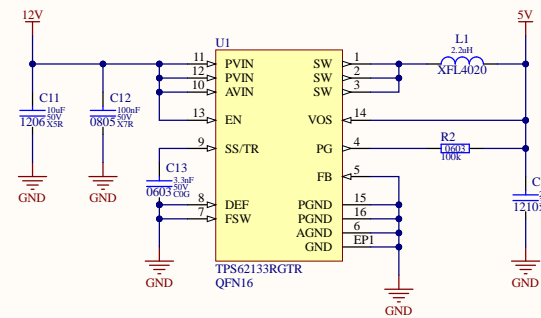 12V
5V
U1
L1
2.2uH
XFL4020
11 PVIN SW 1
12 PVIN SW 2
10 AVIN SW 3
C11
10uF
50V
X5R
1206
C12
100nF
50V
X7R
0805
13 EN
VOS 14
9 SS/TR
PG 4
R2
0603
100k
C13
3.3nF
50V
C0G
0603
FB 5
8 DEF
7 FSW
PGND 15
PGND 16
AGND 6
GND EP1
C
1210
GND
GND
GND
GND
GND
TPS62133RGTR
QFN16